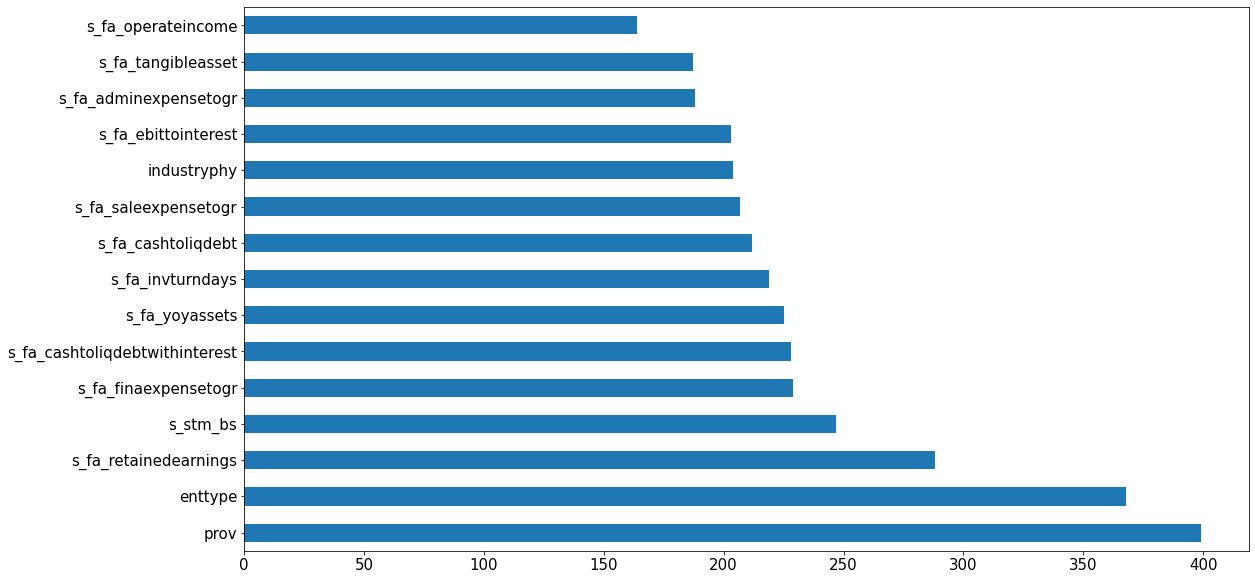 s_fa_operateincome
s_fa_tangibleasset
s_fa_adminexpensetogr
s_fa_ebittointerest
industryphy
s_fa_saleexpensetogr
s_fa_cashtoliqdebt
s_fa_invturndays
s_fa_yoyassets
s_fa_cashtoliqdebtwithinterest
s_fa_finaexpensetogr
s_stm_bs
s_fa_retainedearnings
enttype
prov
0 50 100 150 200 250 300 350 400